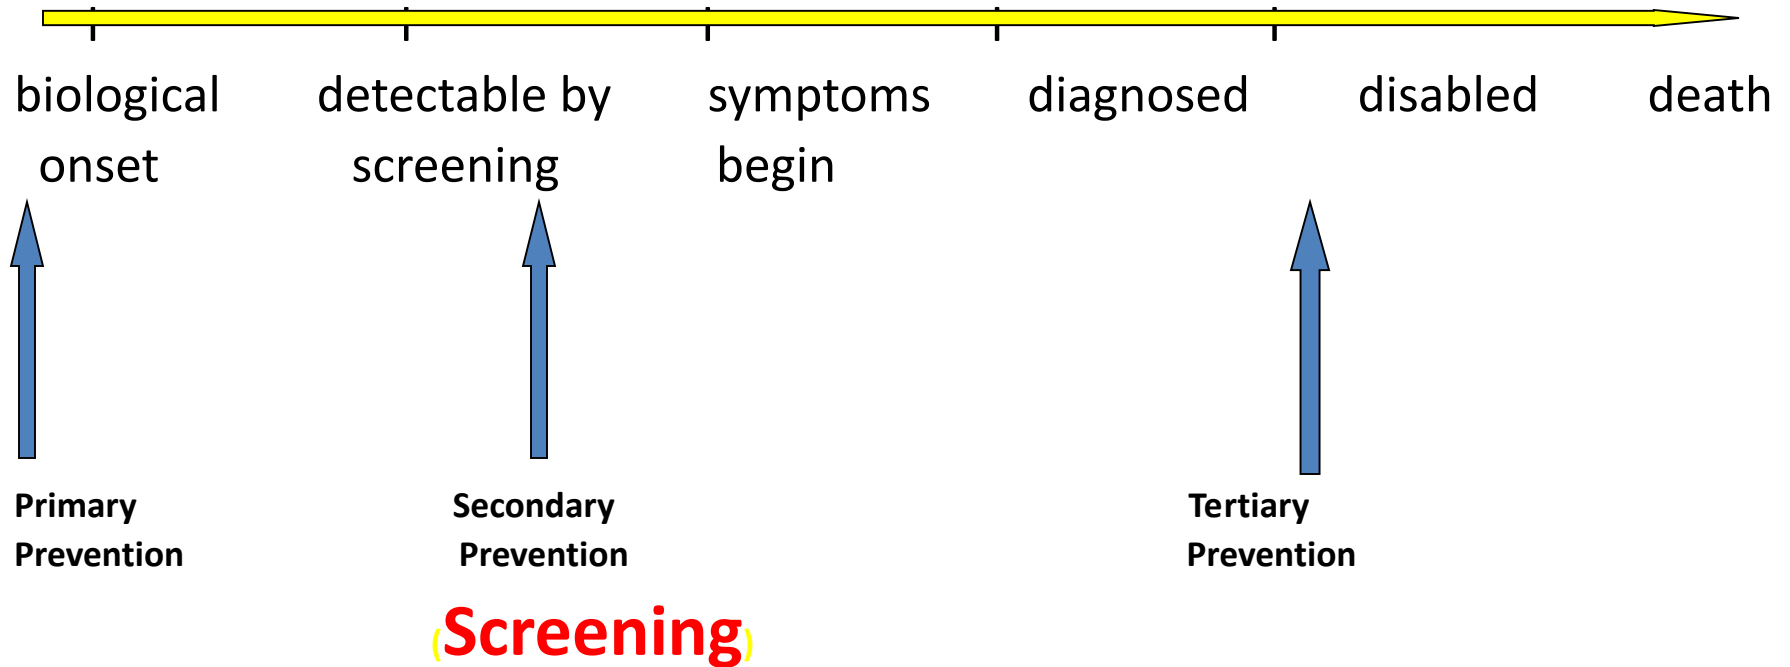 biological detectable by symptoms diagnosed disabled death
onset screening begin
Primary Secondary Tertiary
Prevention Prevention Prevention
(Screening)